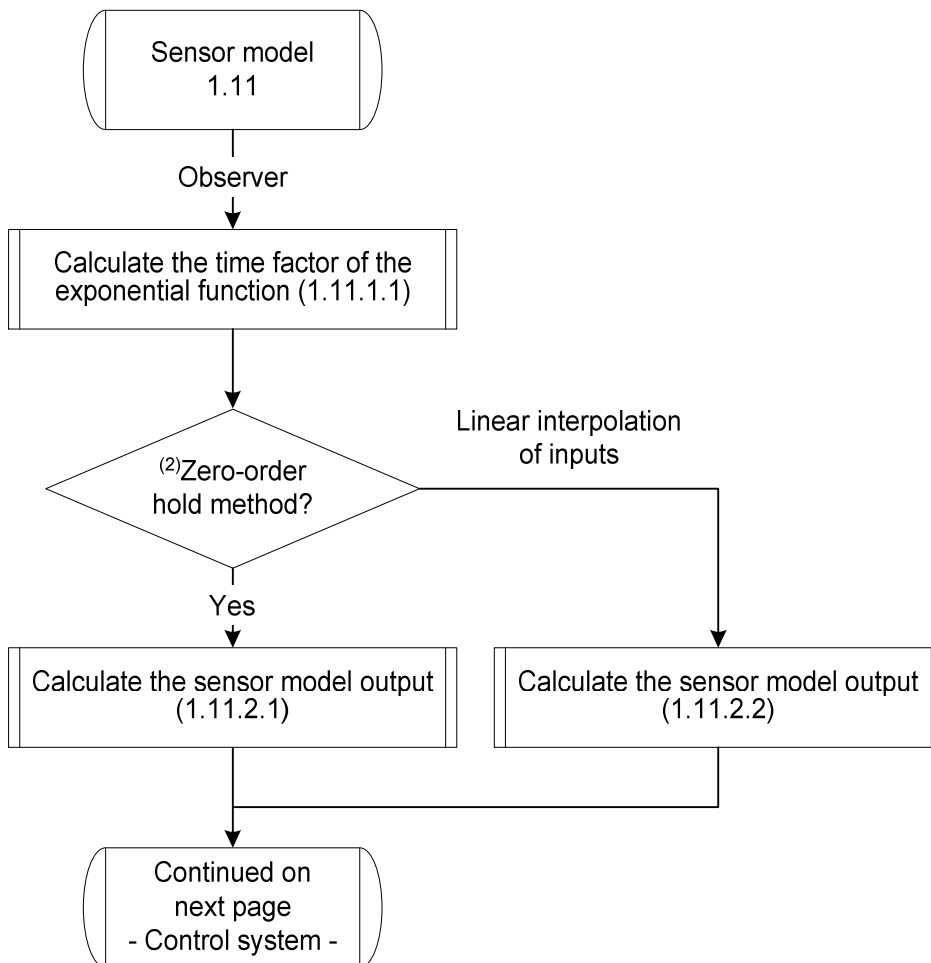 Sensor model
1.11
Observer
Calculate the time factor of the
exponential function (1.11.1.1)
Linear interpolation
of inputs
(2)Zero-order
hold method?
Yes
Calculate the sensor model output
(1.11.2.1)
Calculate the sensor model output
(1.11.2.2)
Continued on
next page
- Control system -